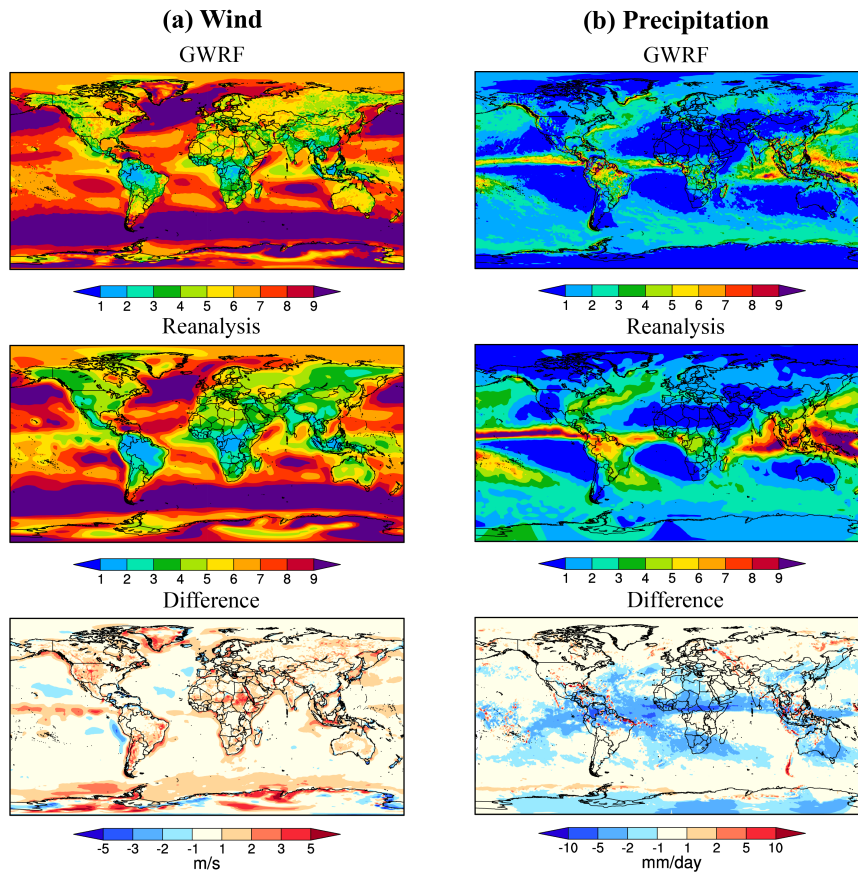 (a) Wind
GWRF
1 2 3 4 5 6 7 8 9
Reanalysis
1 2 3 4 5 6 7 8 9
Difference
-5 -3 -2 -1 1 2 3 5
m/s
(b) Precipitation
GWRF
1 2 3 4 5 6 7 8 9
Reanalysis
1 2 3 4 5 6 7 8 9
Difference
-10 -5 -2 -1 1 2 5 10
mm/day